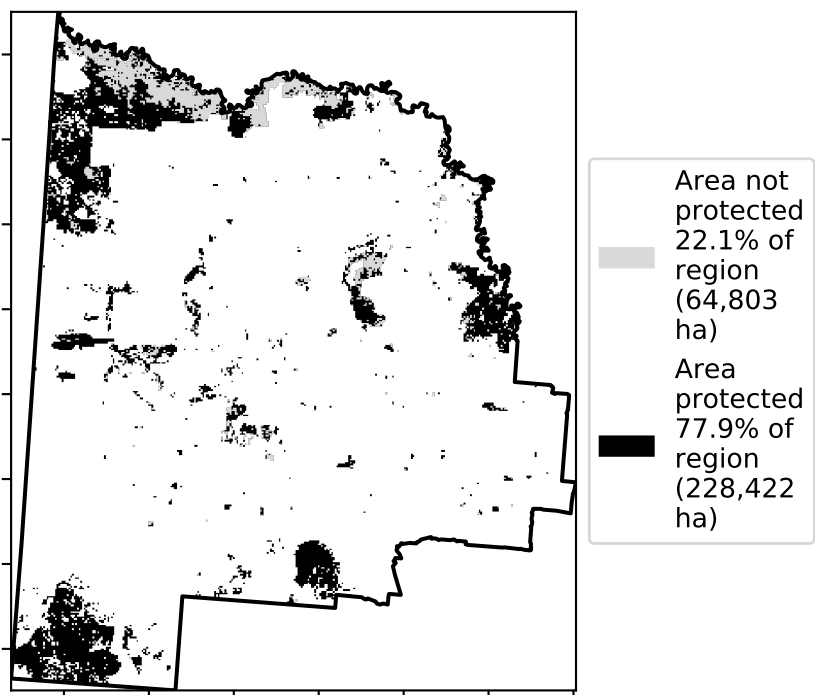 Area not
protected
22.1% of
region
(64,803
ha)
Area
protected
77.9% of
region
(228,422
ha)